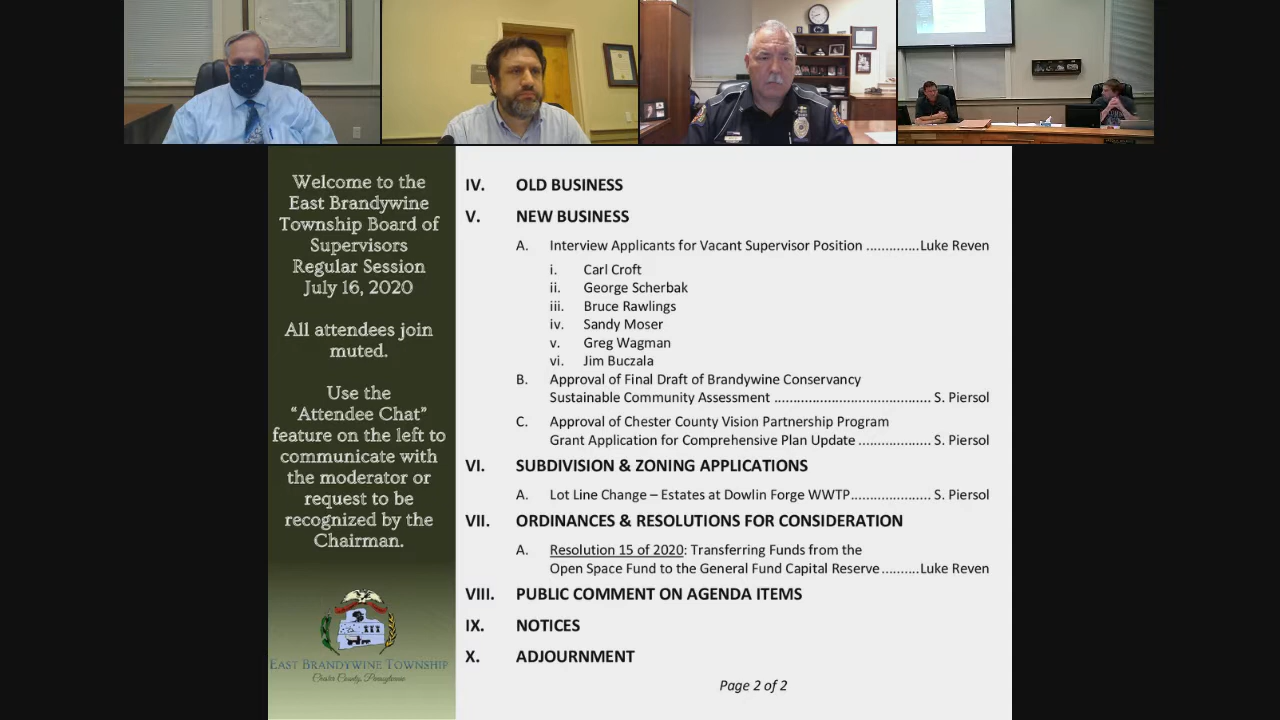 Welcome to the
East Brandywine
Township Board of
Supervisors
Regular Session
July 16, 2020
All attendees join
muted.
Use the
“Attendee Chat”
feature on the left to
communicate with
the moderator or
request to be
recognized by the
Chairman.
EAST BRANDYWINE TOWNSHIP
Chester County, Pennsylvania
IV. OLD BUSINESS
V. NEW BUSINESS
A. Interview Applicants for Vacant Supervisor Position .............Luke Reven
i. Carl Croft
ii. George Scherbak
iii. Bruce Rawlings
iv. Sandy Moser
v. Greg Wagman
vi. Jim Buczala
B. Approval of Final Draft of Brandywine Conservancy
Sustainable Community Assessment ...................................... S. Piersol
C. Approval of Chester County Vision Partnership Program
Grant Application for Comprehensive Plan Update .................. S. Piersol
VI. SUBDIVISION & ZONING APPLICATIONS
A. Lot Line Change – Estates at Dowlin Forge WWTP.................... S. Piersol
VII. ORDINANCES & RESOLUTIONS FOR CONSIDERATION
A. Resolution 15 of 2020: Transferring Funds from the
Open Space Fund to the General Fund Capital Reserve.........Luke Reven
VIII. PUBLIC COMMENT ON AGENDA ITEMS
IX. NOTICES
X. ADJOURNMENT
Page 2 of 2